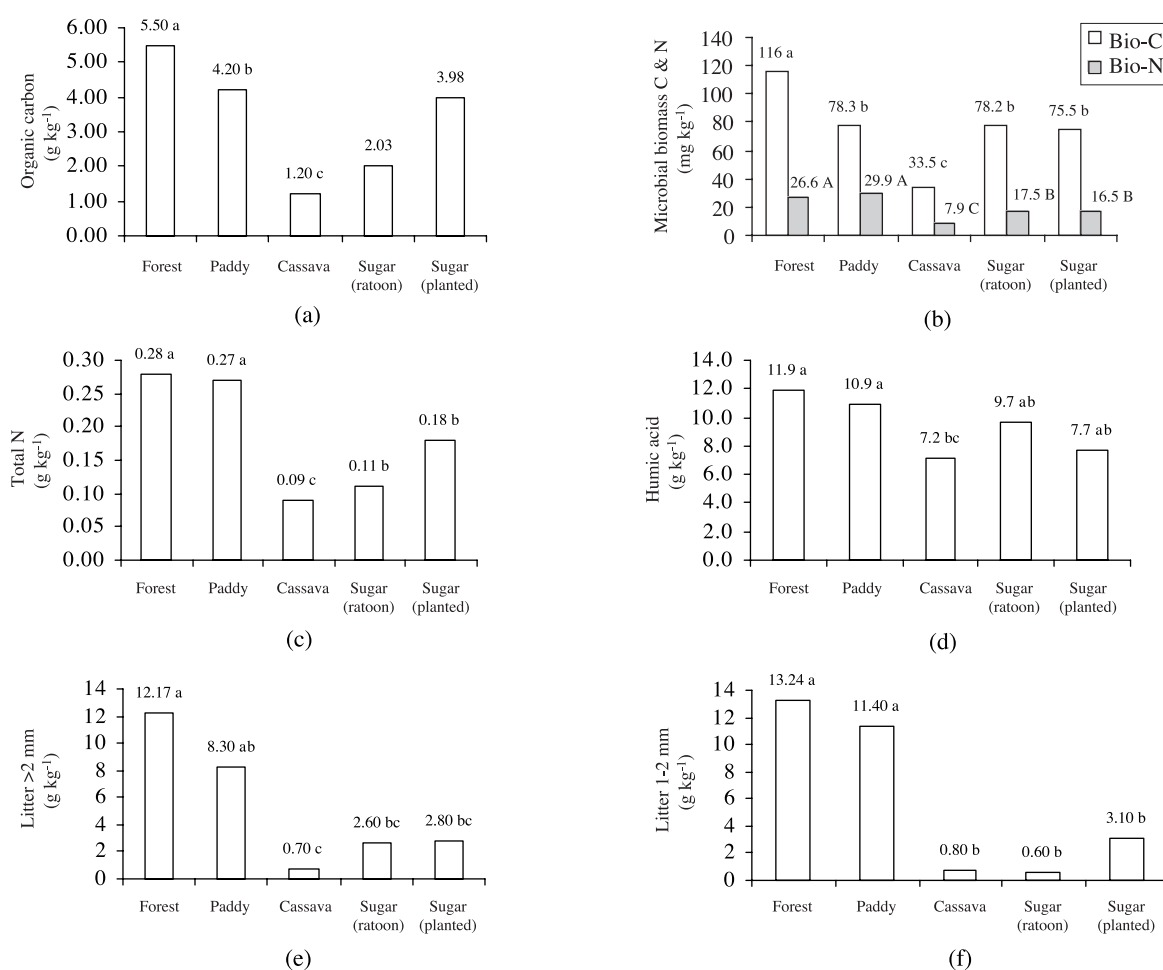 Organic carbon
(g kg-1)
6.00
5.00
4.00
3.00
2.00
1.00
0.00
5.50 a
4.20 b
1.20 c
2.03
3.98
Forest
Paddy
Cassava
Sugar
(ratoon)
Sugar
(planted)
(a)
Microbial biomass C & N
(mg kg-1)
140
120
100
80
60
40
20
0
116 a
26.6 A
78.3 b
29.9 A
33.5 c
7.9 C
78.2 b
17.5 B
75.5 b
16.5 B
Bio-C
Bio-N
Forest
Paddy
Cassava
Sugar
(ratoon)
Sugar
(planted)
(b)
Total N
(g kg-1)
0.30
0.25
0.20
0.15
0.10
0.05
0.00
0.28 a
0.27 a
0.09 c
0.11 b
0.18 b
Forest
Paddy
Cassava
Sugar
(ratoon)
Sugar
(planted)
(c)
Humic acid
(g kg-1)
14.0
12.0
10.0
8.0
6.0
4.0
2.0
0.0
11.9 a
10.9 a
7.2 bc
9.7 ab
7.7 ab
Forest
Paddy
Cassava
Sugar
(ratoon)
Sugar
(planted)
(d)
Litter >2 mm
(g kg-1)
14
12
10
8
6
4
2
0
12.17 a
8.30 ab
0.70 c
2.60 bc
2.80 bc
Forest
Paddy
Cassava
Sugar
(ratoon)
Sugar
(planted)
(e)
Litter 1-2 mm
(g kg-1)
14
12
10
8
6
4
2
0
13.24 a
11.40 a
0.80 b
0.60 b
3.10 b
Forest
Paddy
Cassava
Sugar
(ratoon)
Sugar
(planted)
(f)